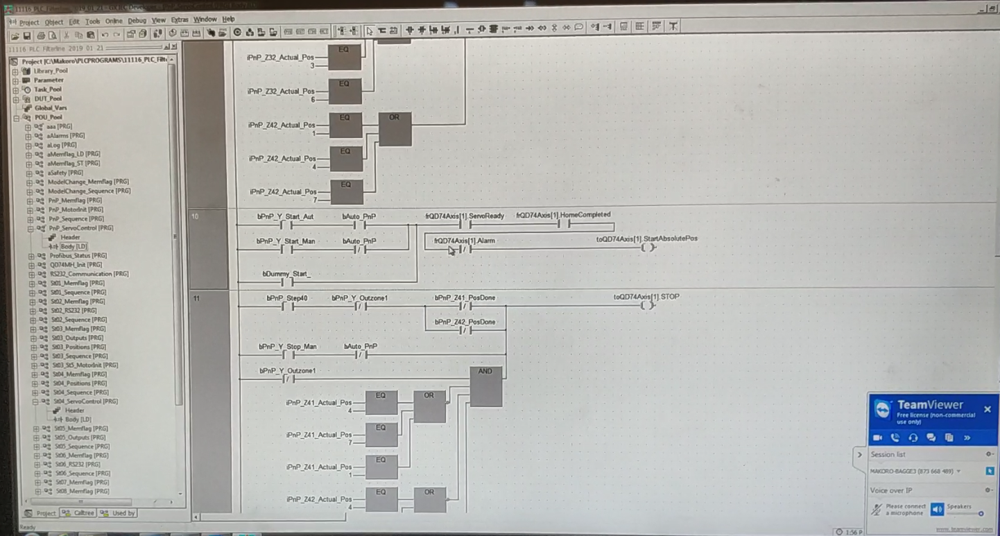 Project Object Edit Tools Online Debug View Extras Window Help
11116 PLC Filterline 2019 01 21
Project [C:\Makoro\PLCPROGRAMS\11116_PLC_Filt
Library_Pool
Parameter
Task_Pool
DUT_Pool
Global_Vars
POU_Pool
aaa [PRG]
aAlarms [PRG]
aLog [PRG]
aMemflag_LD [PRG]
aMemflag_ST [PRG]
aSafety [PRG]
ModelChange_Memflag [PRG]
ModelChange_Sequence [PRG]
PnP_Memflag [PRG]
PnP_MotorInit [PRG]
PnP_Sequence [PRG]
PnP_ServoControl [PRG]
Header
Body [LD]
Profibus_Status [PRG]
QD74MH_Init [PRG]
RS232_Communication [PRG]
St01_Memflag [PRG]
St01_Sequence [PRG]
St02_Memflag [PRG]
St02_RS232 [PRG]
St02_Sequence [PRG]
St03_Memflag [PRG]
St03_Outputs [PRG]
St03_Positions [PRG]
St03_Sequence [PRG]
St03_St5_MotorInit [PRG]
St04_Memflag [PRG]
St04_Positions [PRG]
St04_Sequence [PRG]
St04_ServoControl [PRG]
Header
Body [LD]
St05_Memflag [PRG]
St05_Outputs [PRG]
St05_Sequence [PRG]
St06_Memflag [PRG]
St06_RS232 [PRG]
St06_Sequence [PRG]
St07_Memflag [PRG]
St08_Memflag [PRG]
Project Calltree Used by
Ready
EQ
iPnP_Z32_Actual_Pos
3
EQ
iPnP_Z32_Actual_Pos
6
EQ OR
iPnP_Z42_Actual_Pos
1
EQ
iPnP_Z42_Actual_Pos
4
EQ
iPnP_Z42_Actual_Pos
7
10
bPnP_Y_Start_Aut bAuto_PnP frQD74Axis[1].ServoReady frQD74Axis[1].HomeCompleted
bPnP_Y_Start_Man bAuto_PnP frQD74Axis[1].Alarm toQD74Axis[1].StartAbsolutePos
bDummy_Start_
11
bPnP_Step40 bPnP_Y_Outzone1 bPnP_Z41_PosDone toQD74Axis[1].STOP
bPnP_Z42_PosDone
bPnP_Y_Stop_Man bAuto_PnP
bPnP_Y_Outzone1 AND
EQ OR
iPnP_Z41_Actual_Pos
4
EQ
iPnP_Z41_Actual_Pos
7
EQ
iPnP_Z41_Actual_Pos
1
EQ OR
iPnP_Z42_Actual_Pos
4
TeamViewer
Free license (non-commercial
use only)
Session list
MAKORO-BAGGE3 (873 668 489)
Voice over IP
Please connect
a microphone
Speakers
www.teamviewer.com
1:56 P